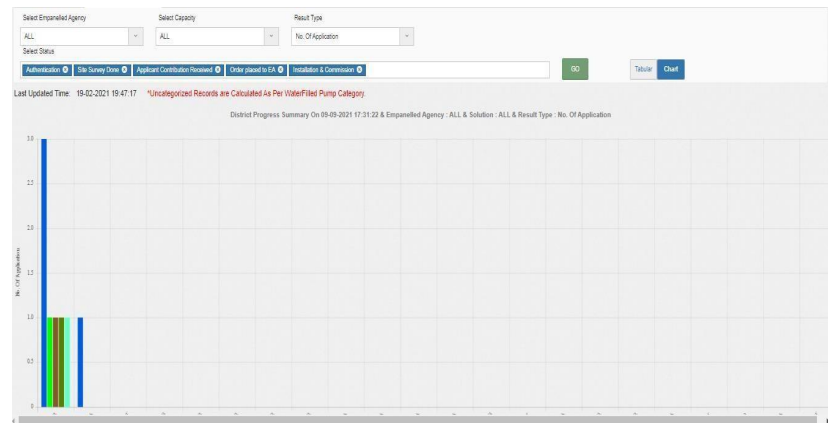 Select Empanelled Agency Select Capacity Result Type
ALL ALL No. Of Application
Select Status
Authentication Site Survey Done Applicant Contribution Received Order placed to EA Installation & Commission GO Tabular Chart
Last Updated Time: 19-02-2021 19:47:17 *Uncategorized Records are Calculated As Per WaterFilled Pump Category.
District Progress Summary On 09-09-2021 17:31:22 & Empanelled Agency : ALL & Solution : ALL & Result Type : No. Of Application
3.0
2.5
2.0
No. Of Application
1.5
1.0
0.5
0